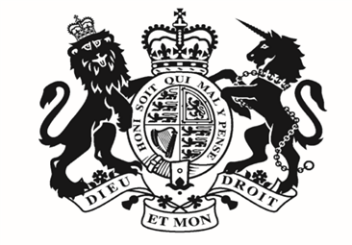 HONI SOIT QUI MAL Y PENSE
DIEU ET MON DROIT